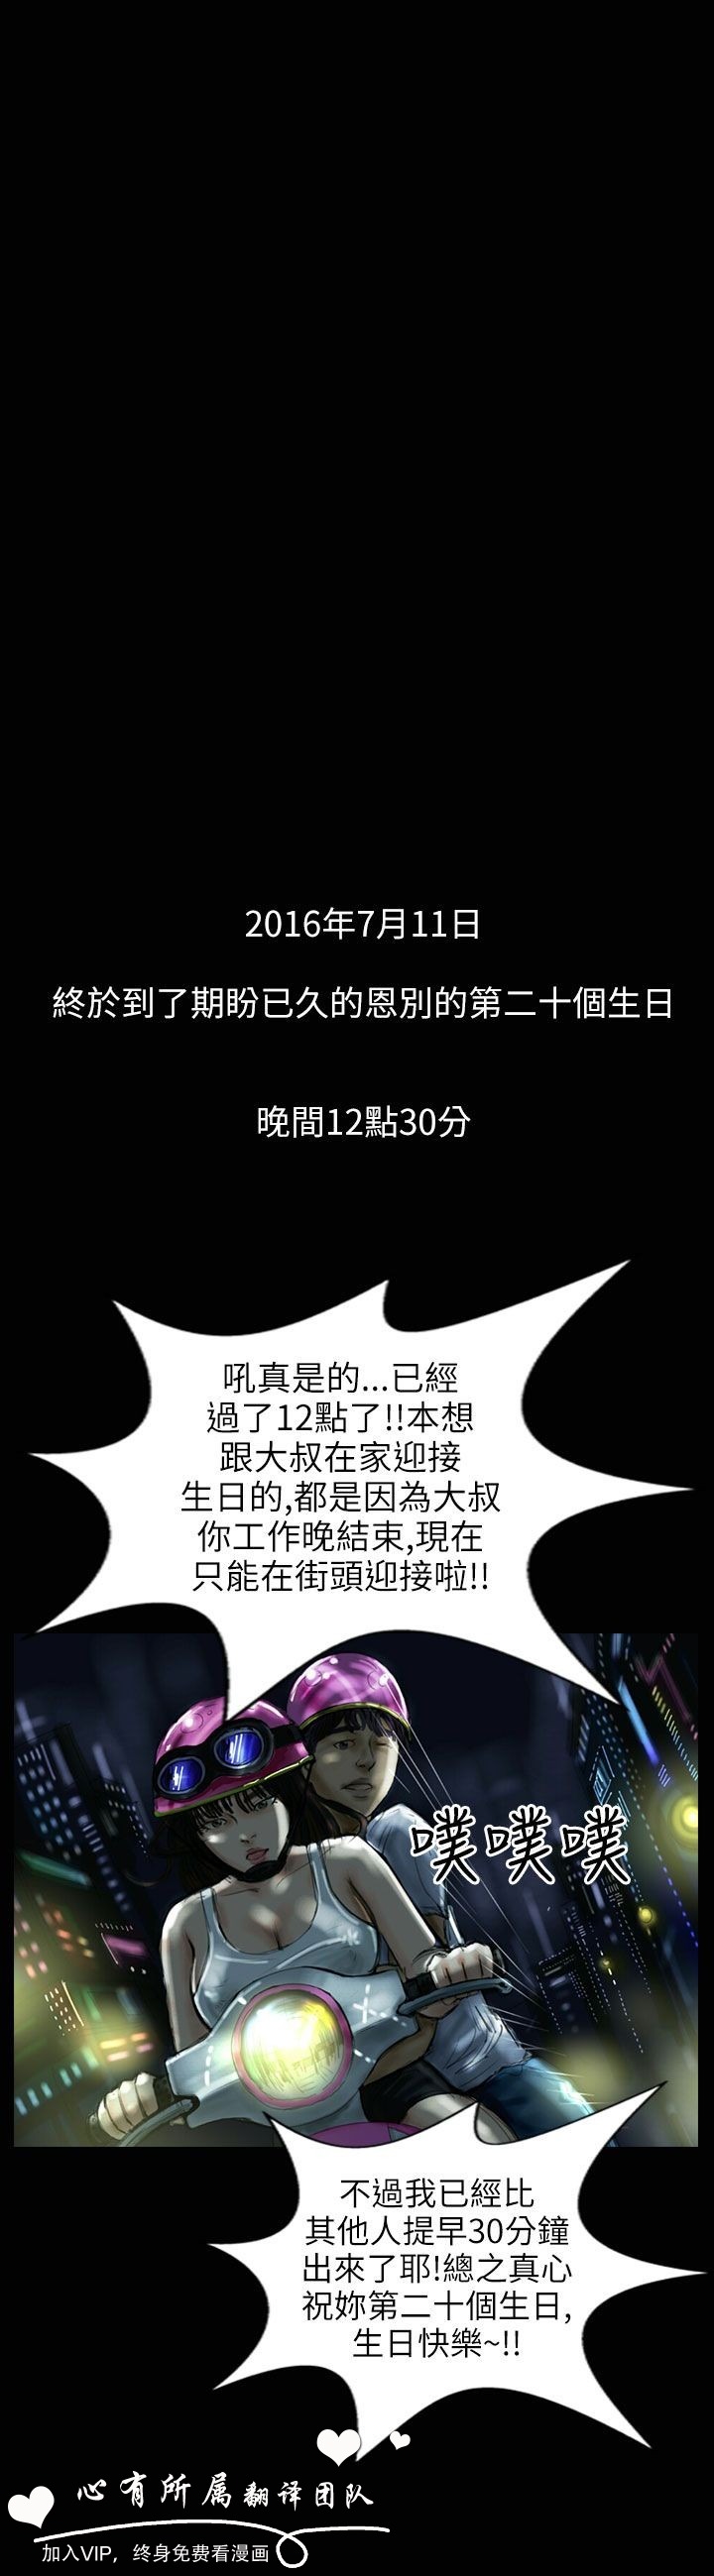 2016年7月11日
終於到了期盼已久的恩別的第二十個生日
晚間12點30分
吼真是的...已經
過了12點了!!本想
跟大叔在家迎接
生日的,都是因為大叔
你工作晚結束,現在
只能在街頭迎接啦!!
噗噗噗
不過我已經比
其他人提早30分鐘
出來了耶!總之真心
祝妳第二十個生日,
生日快樂~!!
心有所属翻译团队
加入VIP，终身免费看漫画